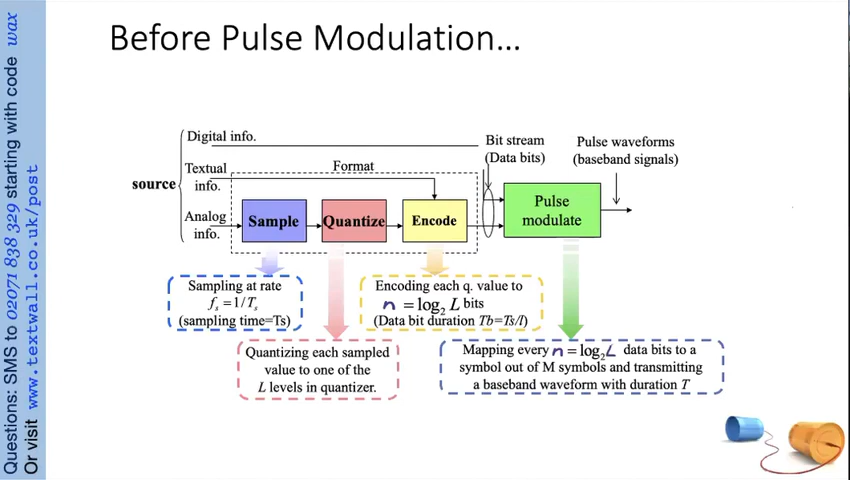 Questions: SMS to 02071 838 329 starting with code wax
Or visit www.textwall.co.uk/post
Before Pulse Modulation...
source
Digital info.
Textual
info.
Analog
info.
Format
Sample
Quantize
Encode
Bit stream
(Data bits)
Pulse
modulate
Pulse waveforms
(baseband signals)
Sampling at rate
fₛ = 1/Tₛ
(sampling time=Ts)
Encoding each q. value to
n = log₂ L bits
(Data bit duration Tb=Ts/l)
Quantizing each sampled
value to one of the
L levels in quantizer.
Mapping every n = log₂L data bits to a
symbol out of M symbols and transmitting
a baseband waveform with duration T